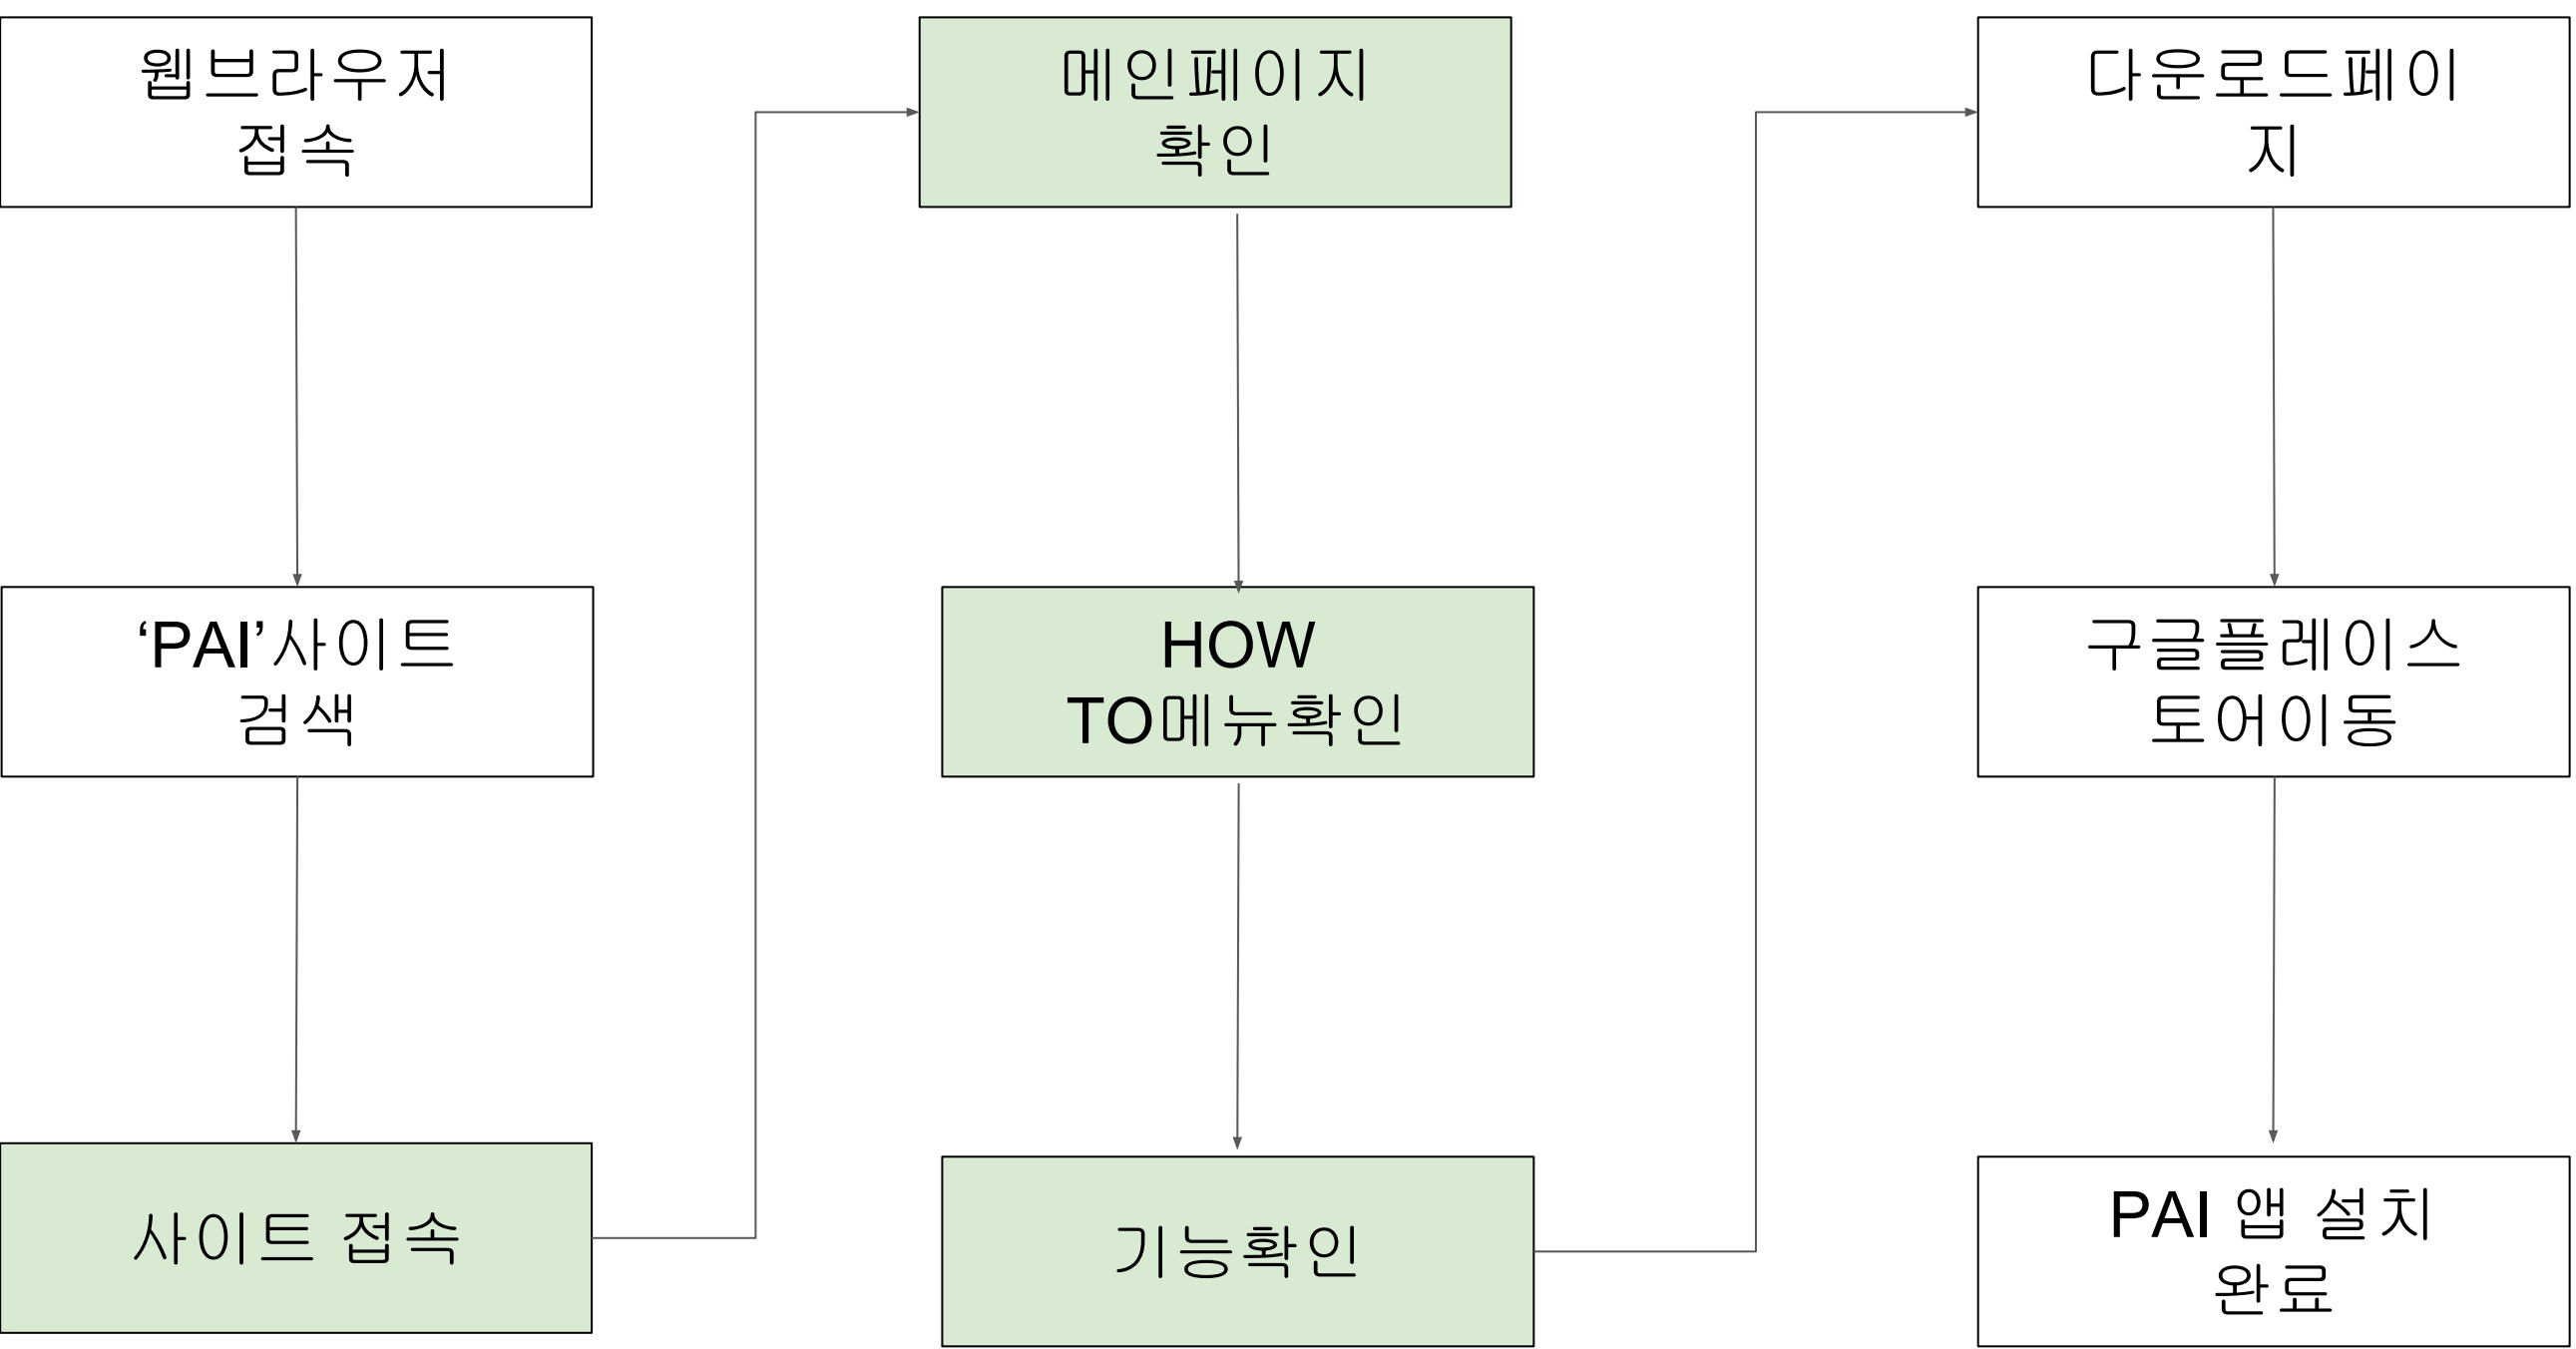 웹브라우저
접속
‘PAI’사이트
검색
사이트 접속
메인페이지
확인
HOW
TO메뉴확인
기능확인
다운로드페이
지
구글플레이스
토어이동
PAI 앱 설치
완료